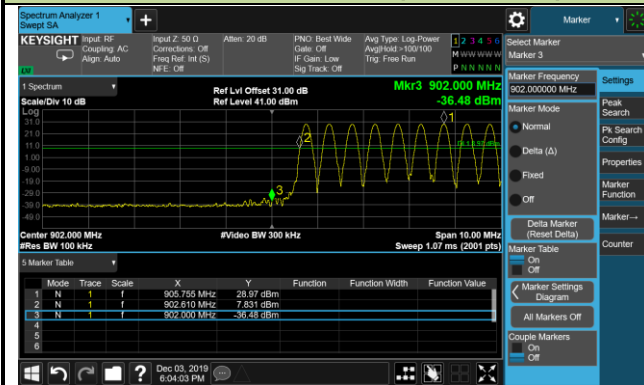 Spectrum Analyzer 1
Swept SA
+
Marker
KEYSIGHT
Input: RF
Coupling: AC
Align: Auto
Input Z: 50 Ω
Corrections: Off
Freq Ref: Int (S)
NFE: Off
Atten: 20 dB
PNO: Best Wide
Gate: Off
IF Gain: Low
Sig Track: Off
Avg Type: Log-Power
Avg|Hold:>100/100
Trig: Free Run
1 2 3 4 5 6
M W W W W W
P N N N N N
Select Marker
Marker 3
Marker Frequency
902.000000 MHz
Settings
Marker Mode
Peak Search
Normal
Pk Search Config
Delta (Δ)
Properties
Fixed
Marker Function
Off
Marker→
Delta Marker
(Reset Delta)
Counter
Marker Table
On
Off
Marker Settings
Diagram
All Markers Off
Couple Markers
On
Off
1 Spectrum
Scale/Div 10 dB
Ref Lvl Offset 31.00 dB
Ref Level 41.00 dBm
Mkr3 902.000 MHz
-36.48 dBm
Log
31.0
21.0
11.0
1.00
-9.00
-19.0
-29.0
-39.0
-49.0
1
2
3
Center 902.000 MHz
#Video BW 300 kHz
Span 10.00 MHz
#Res BW 100 kHz
Sweep 1.07 ms (2001 pts)
5 Marker Table
Mode Trace Scale X Y Function Function Width Function Value
1 N 1 f 905.755 MHz 28.97 dBm
2 N 1 f 902.610 MHz 7.831 dBm
3 N 1 f 902.000 MHz -36.48 dBm
4
5
6
?
Dec 03, 2019
6:04:03 PM